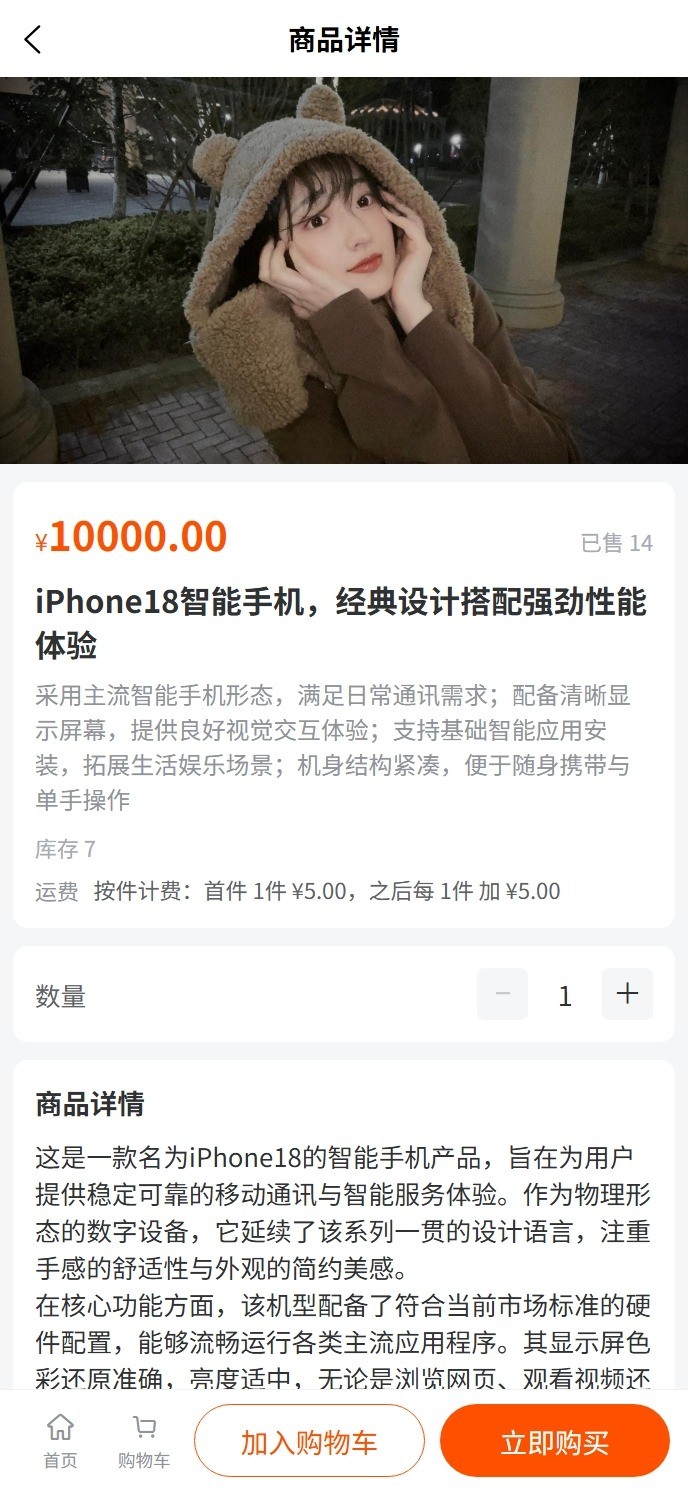 商品详情
¥10000.00
已售 14
iPhone18智能手机，经典设计搭配强劲性能
体验
采用主流智能手机形态，满足日常通讯需求；配备清晰显
示屏幕，提供良好视觉交互体验；支持基础智能应用安
装，拓展生活娱乐场景；机身结构紧凑，便于随身携带与
单手操作
库存 7
运费 按件计费：首件 1件 ¥5.00，之后每 1件 加 ¥5.00
数量
1
商品详情
这是一款名为iPhone18的智能手机产品，旨在为用户
提供稳定可靠的移动通讯与智能服务体验。作为物理形
态的数字设备，它延续了该系列一贯的设计语言，注重
手感的舒适性与外观的简约美感。
在核心功能方面，该机型配备了符合当前市场标准的硬
件配置，能够流畅运行各类主流应用程序。其显示屏色
彩还原准确，亮度适中，无论是浏览网页、观看视频还
首页
购物车
加入购物车
立即购买